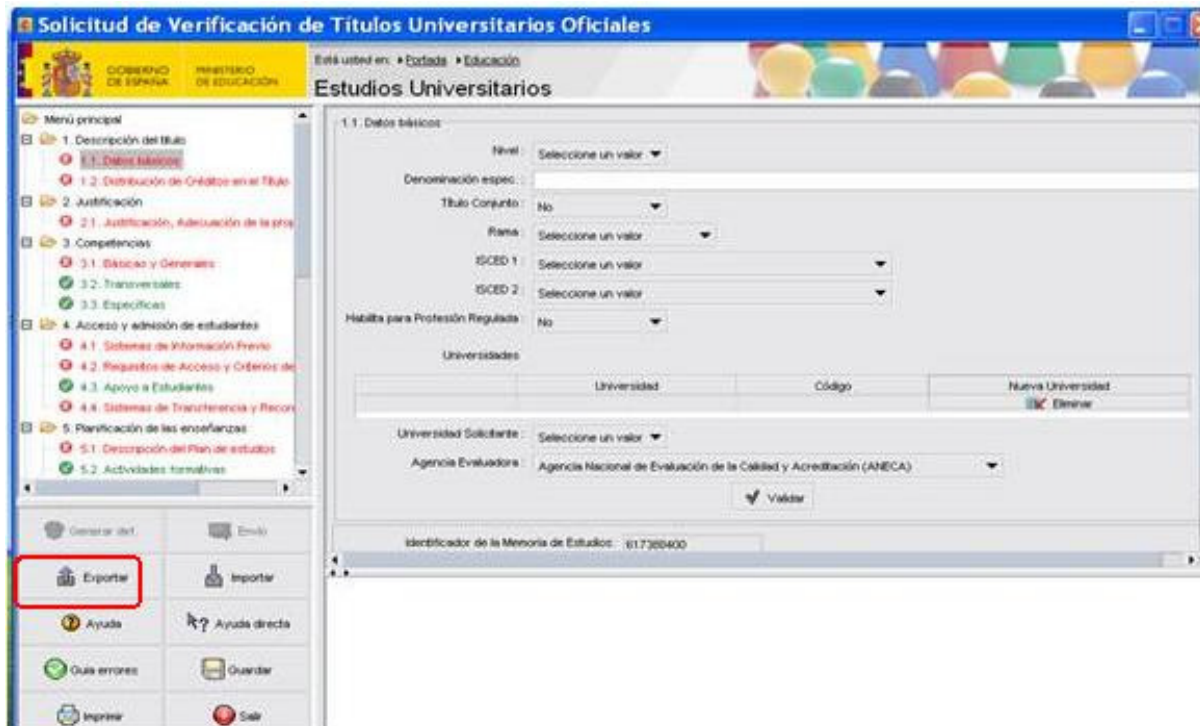 Solicitud de Verificación de Títulos Universitarios Oficiales
GOBIERNO DE ESPAÑA
MINISTERIO DE EDUCACIÓN
Está usted en: Portada Educación
Estudios Universitarios
Menú principal
1. Descripción del título
1.1. Datos básicos
1.2. Distribución de Créditos en el Título
2. Justificación
2.1. Justificación, Adecuación de la prop
3. Competencias
3.1. Básicas y Generales
3.2. Transversales
3.3. Específicas
4. Acceso y admisión de estudiantes
4.1. Sistemas de Información Previo
4.2. Requisitos de Acceso y Criterios de
4.3. Apoyo a Estudiantes
4.4. Sistemas de Transferencia y Recon
5. Planificación de las enseñanzas
5.1. Descripción del Plan de estudios
5.2. Actividades formativas
Generar def.
Envío
Exportar
Importar
Ayuda
Ayuda directa
Guia errores
Guardar
Imprimir
Salir
1.1. Datos básicos
Nivel: Seleccione un valor
Denominación espec.:
Título Conjunto: No
Rama: Seleccione un valor
ISCED 1: Seleccione un valor
ISCED 2: Seleccione un valor
Habilita para Profesión Regulada: No
Universidades
Universidad Código Nueva Universidad
Eliminar
Universidad Solicitante: Seleccione un valor
Agencia Evaluadora: Agencia Nacional de Evaluación de la Calidad y Acreditación (ANECA)
Validar
Identificador de la Memoria de Estudios: 617380400